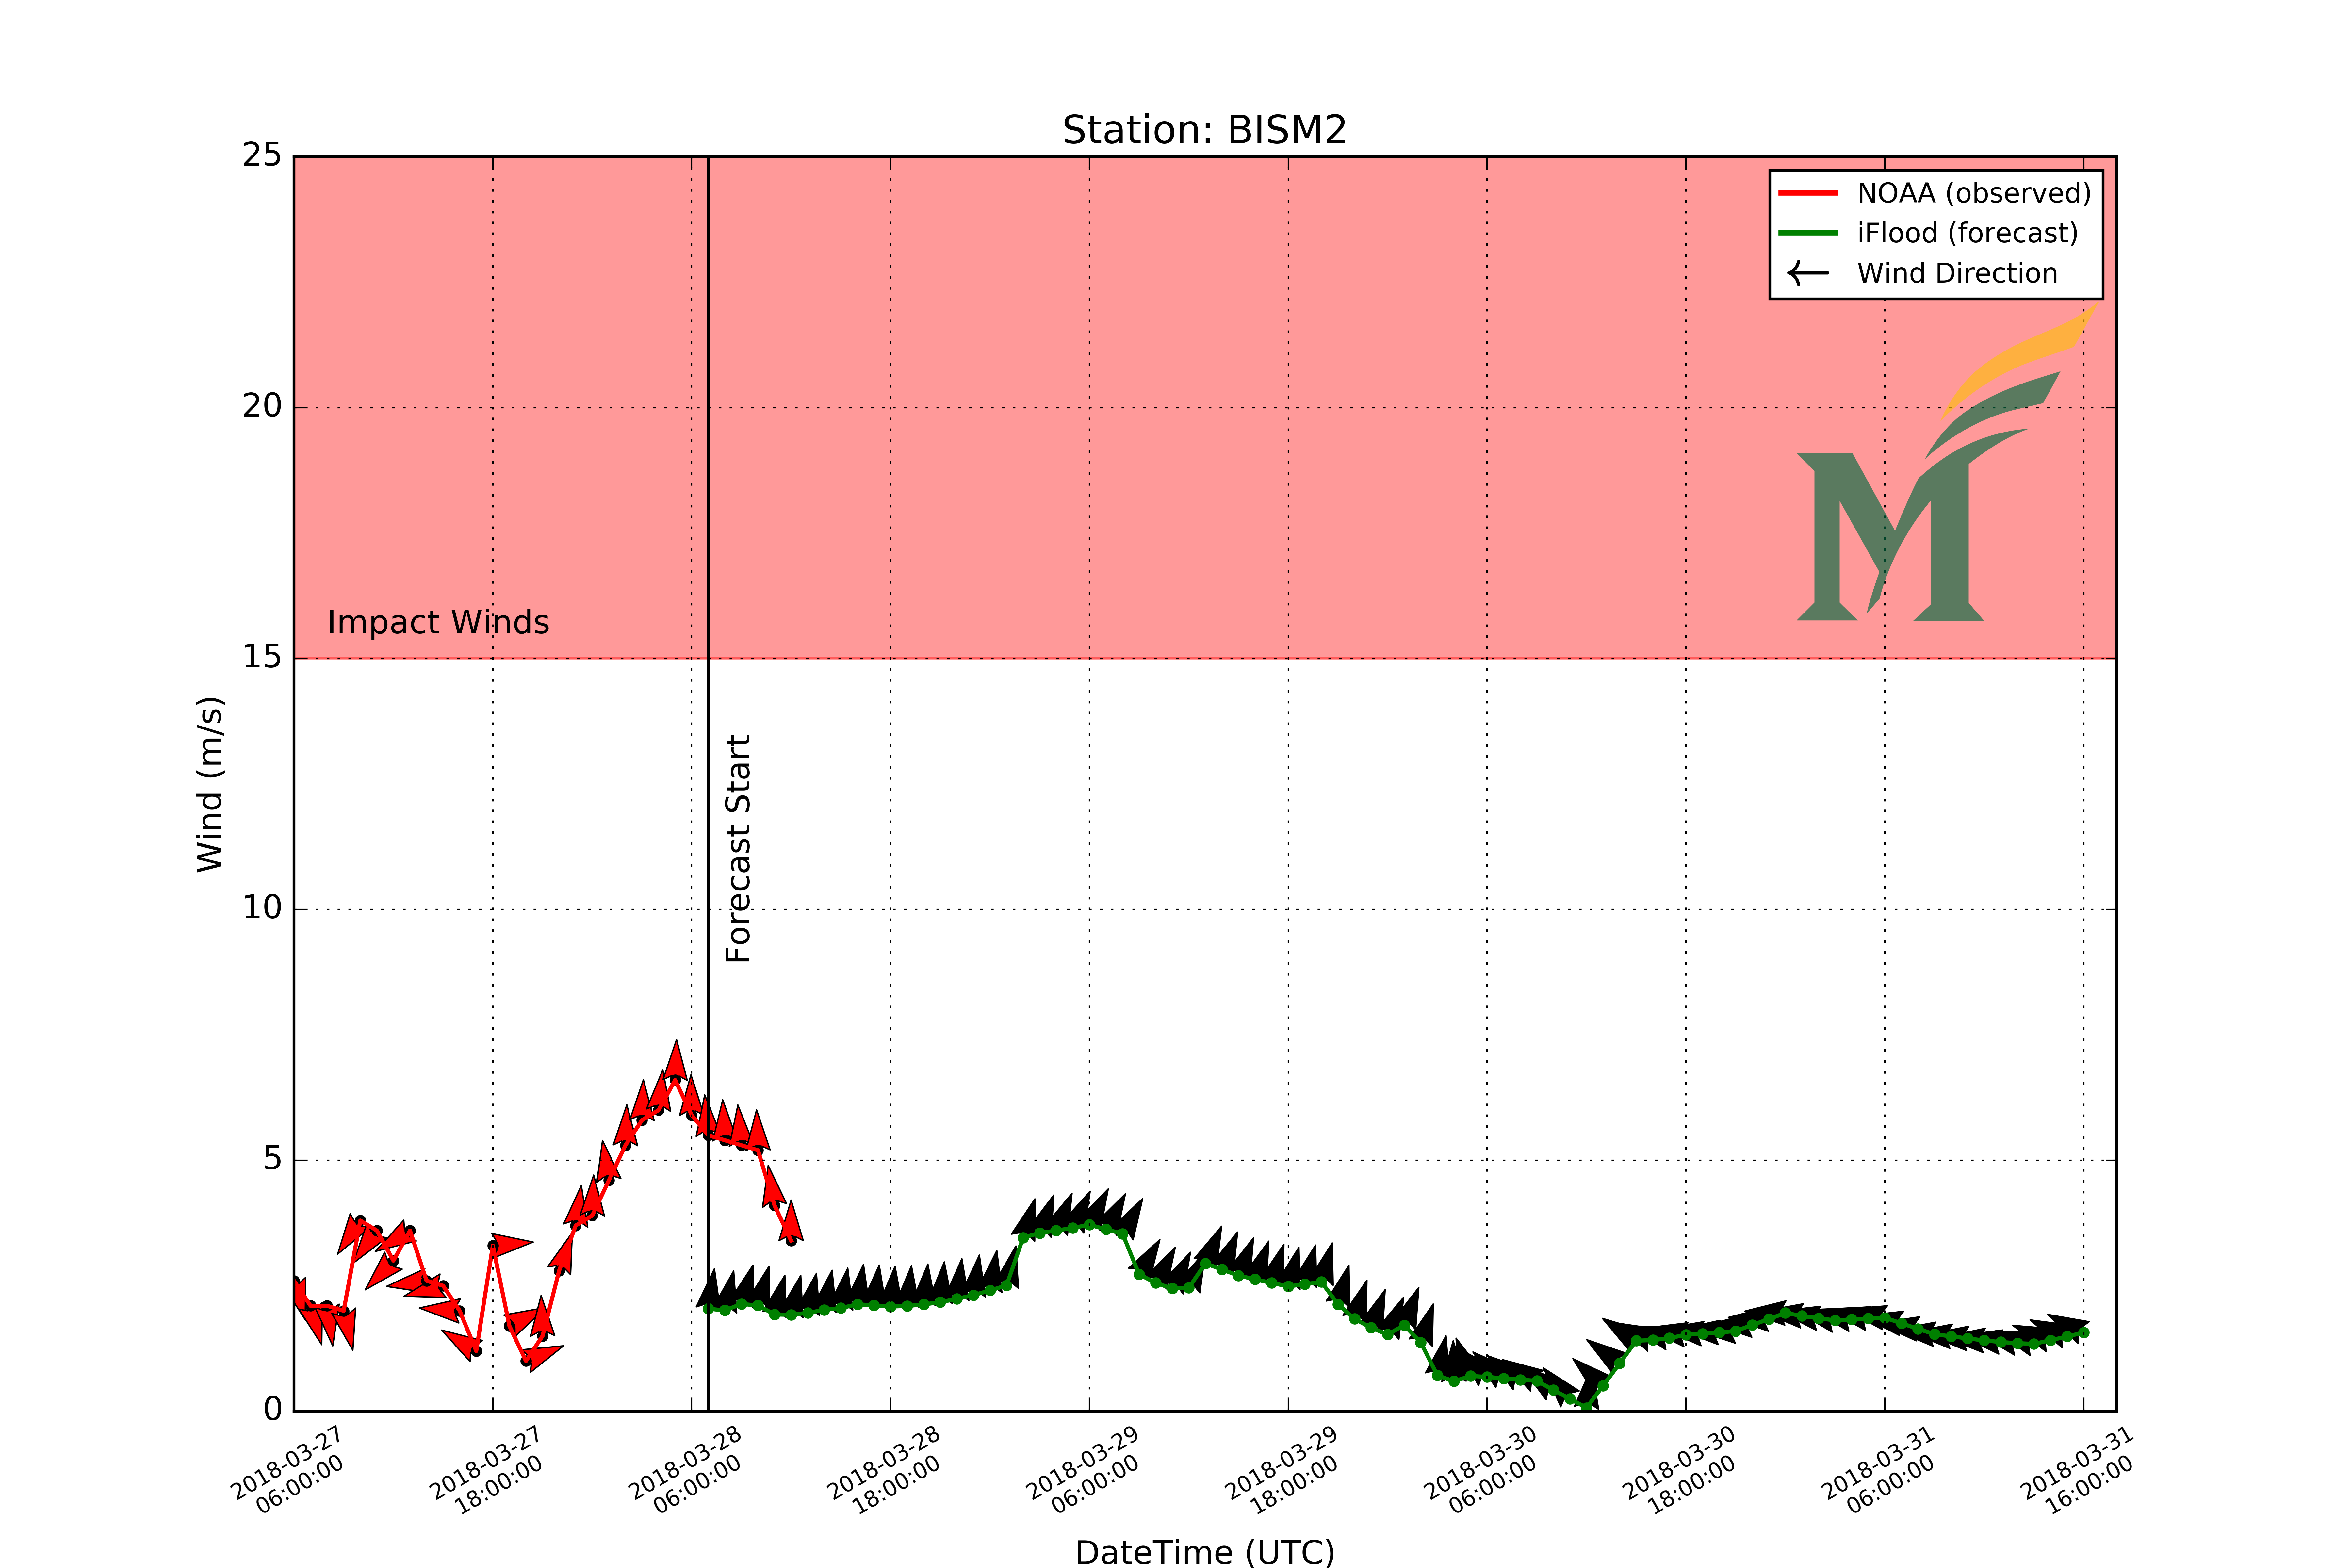 Station: BISM2
25
20
15
10
5
0
Wind (m/s)
NOAA (observed)
iFlood (forecast)
Wind Direction
M
Impact Winds
Forecast Start
2018-03-27
06:00:00
2018-03-27
18:00:00
2018-03-28
06:00:00
2018-03-28
18:00:00
2018-03-29
06:00:00
2018-03-29
18:00:00
2018-03-30
06:00:00
2018-03-30
18:00:00
2018-03-31
06:00:00
2018-03-31
16:00:00
DateTime (UTC)